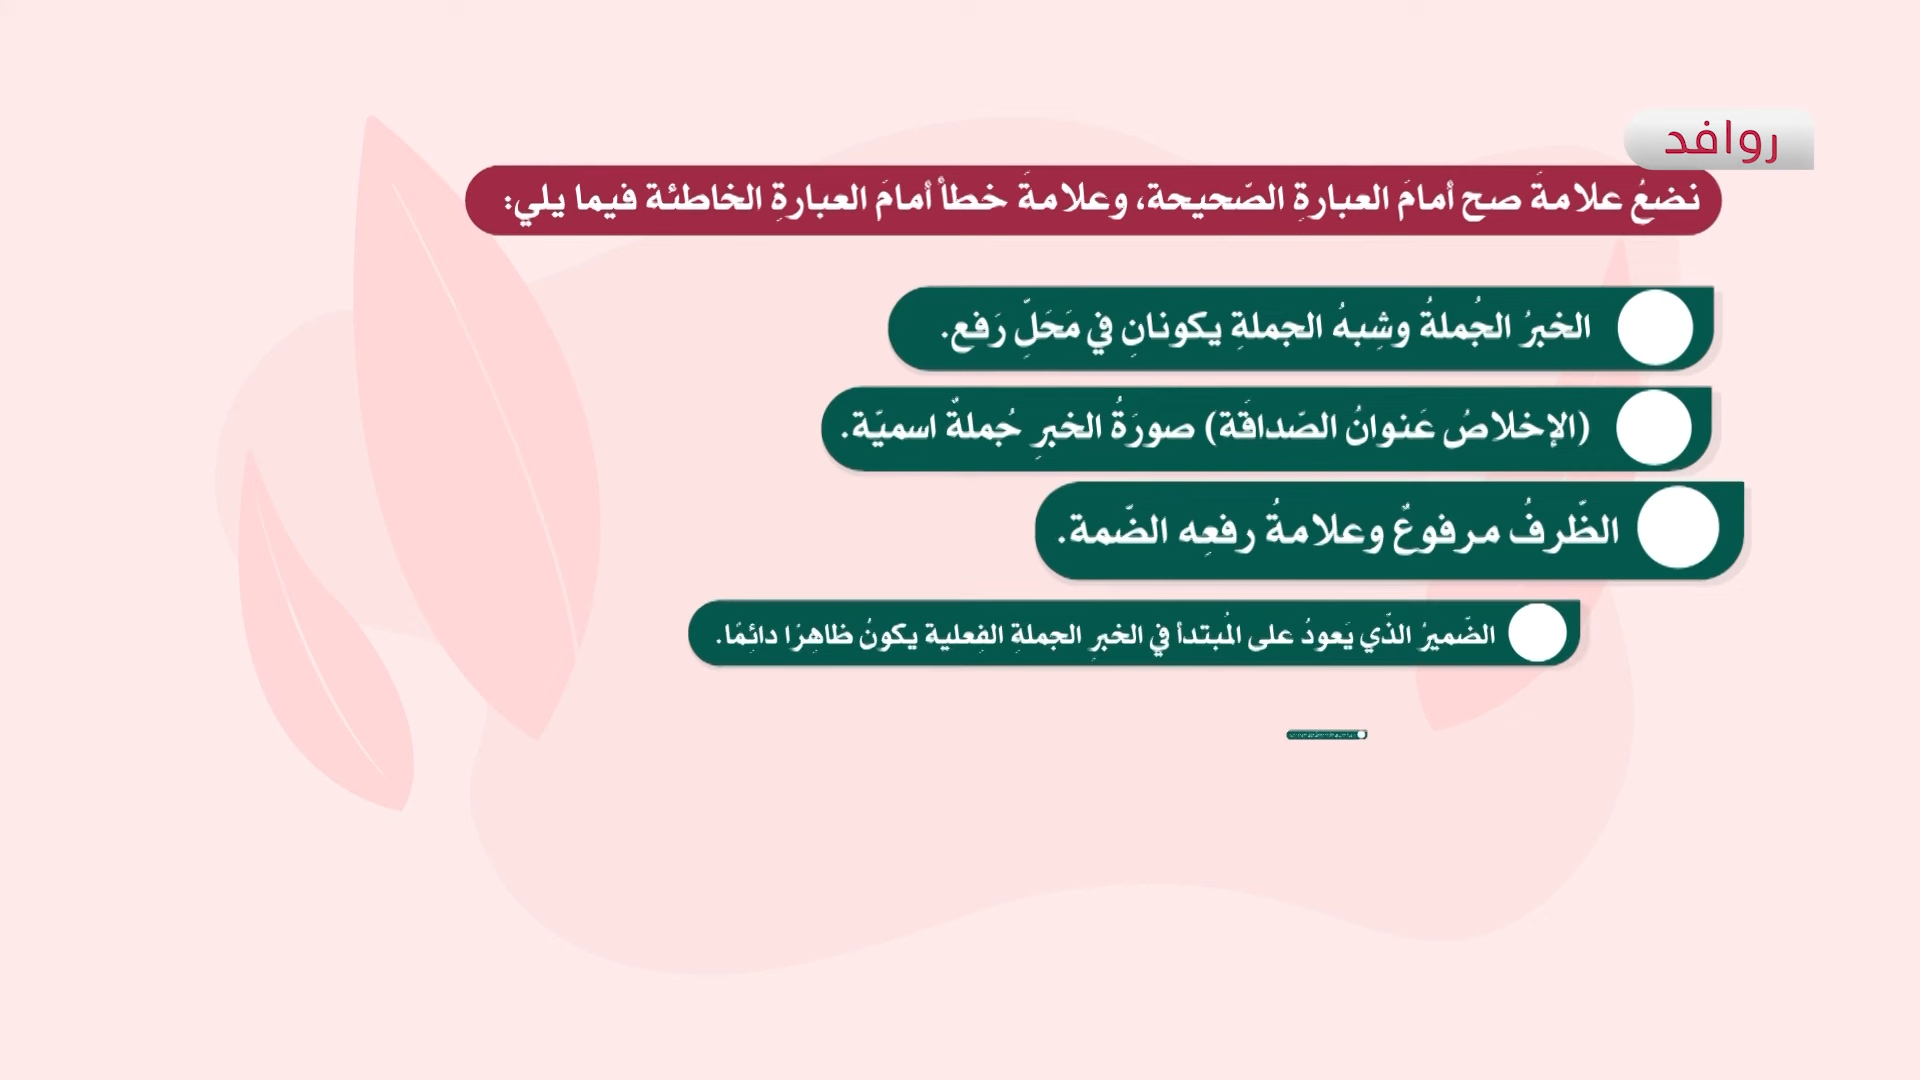 روافد
نضعُ علامةَ صح أمامَ العبارةِ الصّحيحة، وعلامةَ خطأ أمامَ العبارةِ الخاطئة فيما يلي:
الخبرُ الجُملةُ وشِبهُ الجملةِ يكونانِ في مَحَلِّ رَفع.
(الإخلاصُ عَنوانُ الصّداقَة) صورَةُ الخبرِ جُملةٌ اسميّة.
الظّرفُ مرفوعٌ وعلامةُ رفعِه الضّمة.
الضّميرُ الذّي يَعودُ على المُبتدأ في الخبرِ الجملةِ الفِعلية يكونُ ظاهِرًا دائِمًا.